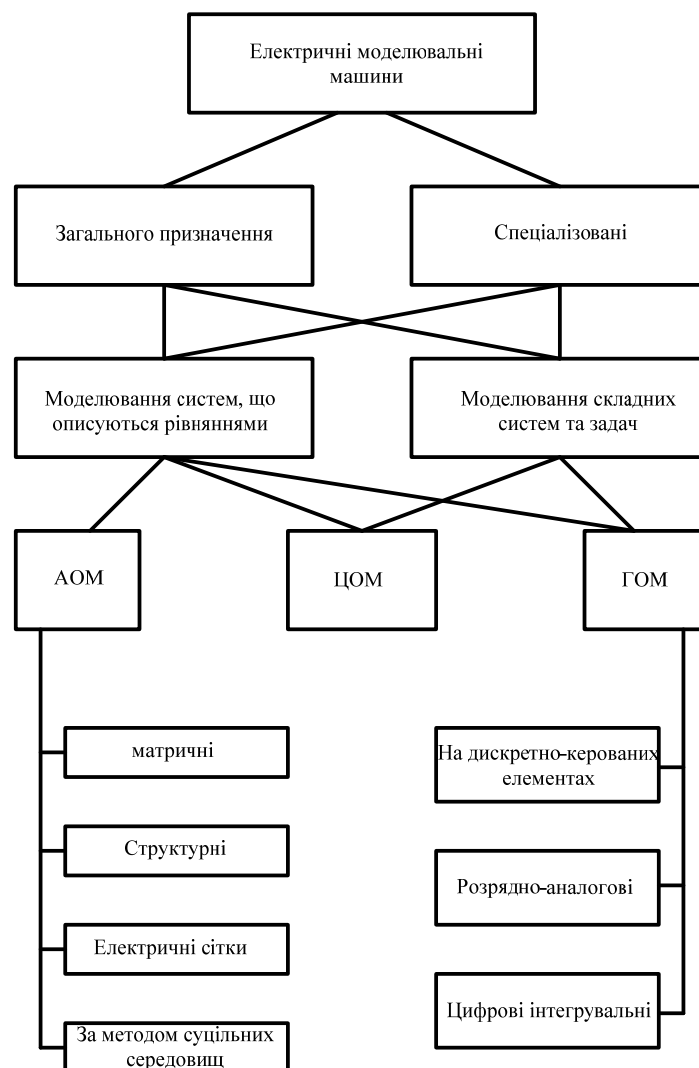 Електричні моделювальні
машини
Загального призначення
Спеціалізовані
Моделювання систем, що
описуються рівняннями
Моделювання складних
систем та задач
АОМ
ЦОМ
ГОМ
матричні
Структурні
Електричні сітки
За методом суцільних
середовищ
На дискретно-керованих
елементах
Розрядно-аналогові
Цифрові інтегрувальні